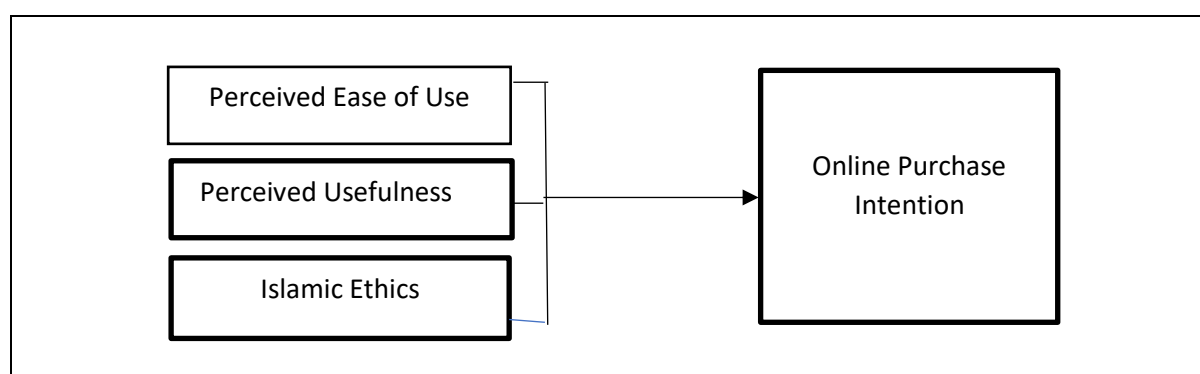 Perceived Ease of Use
Perceived Usefulness
Islamic Ethics
Online Purchase
Intention